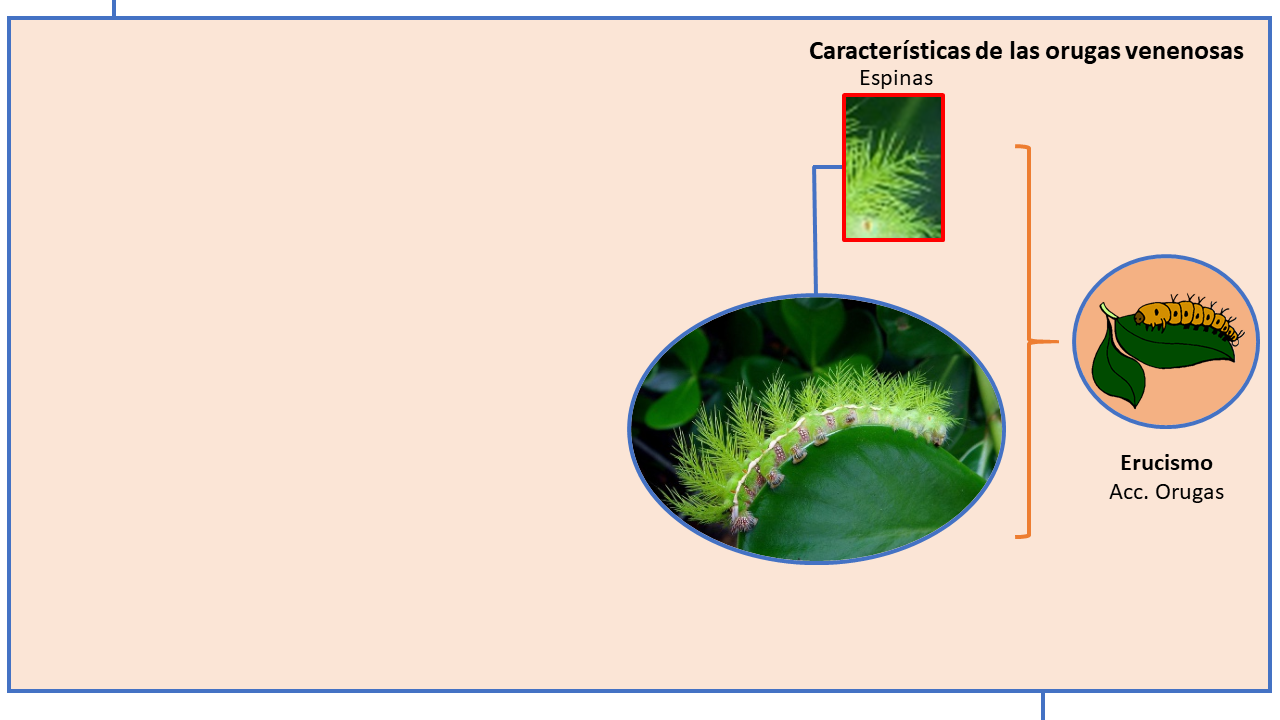 Características de las orugas venenosas
Espinas
Erucismo
Acc. Orugas